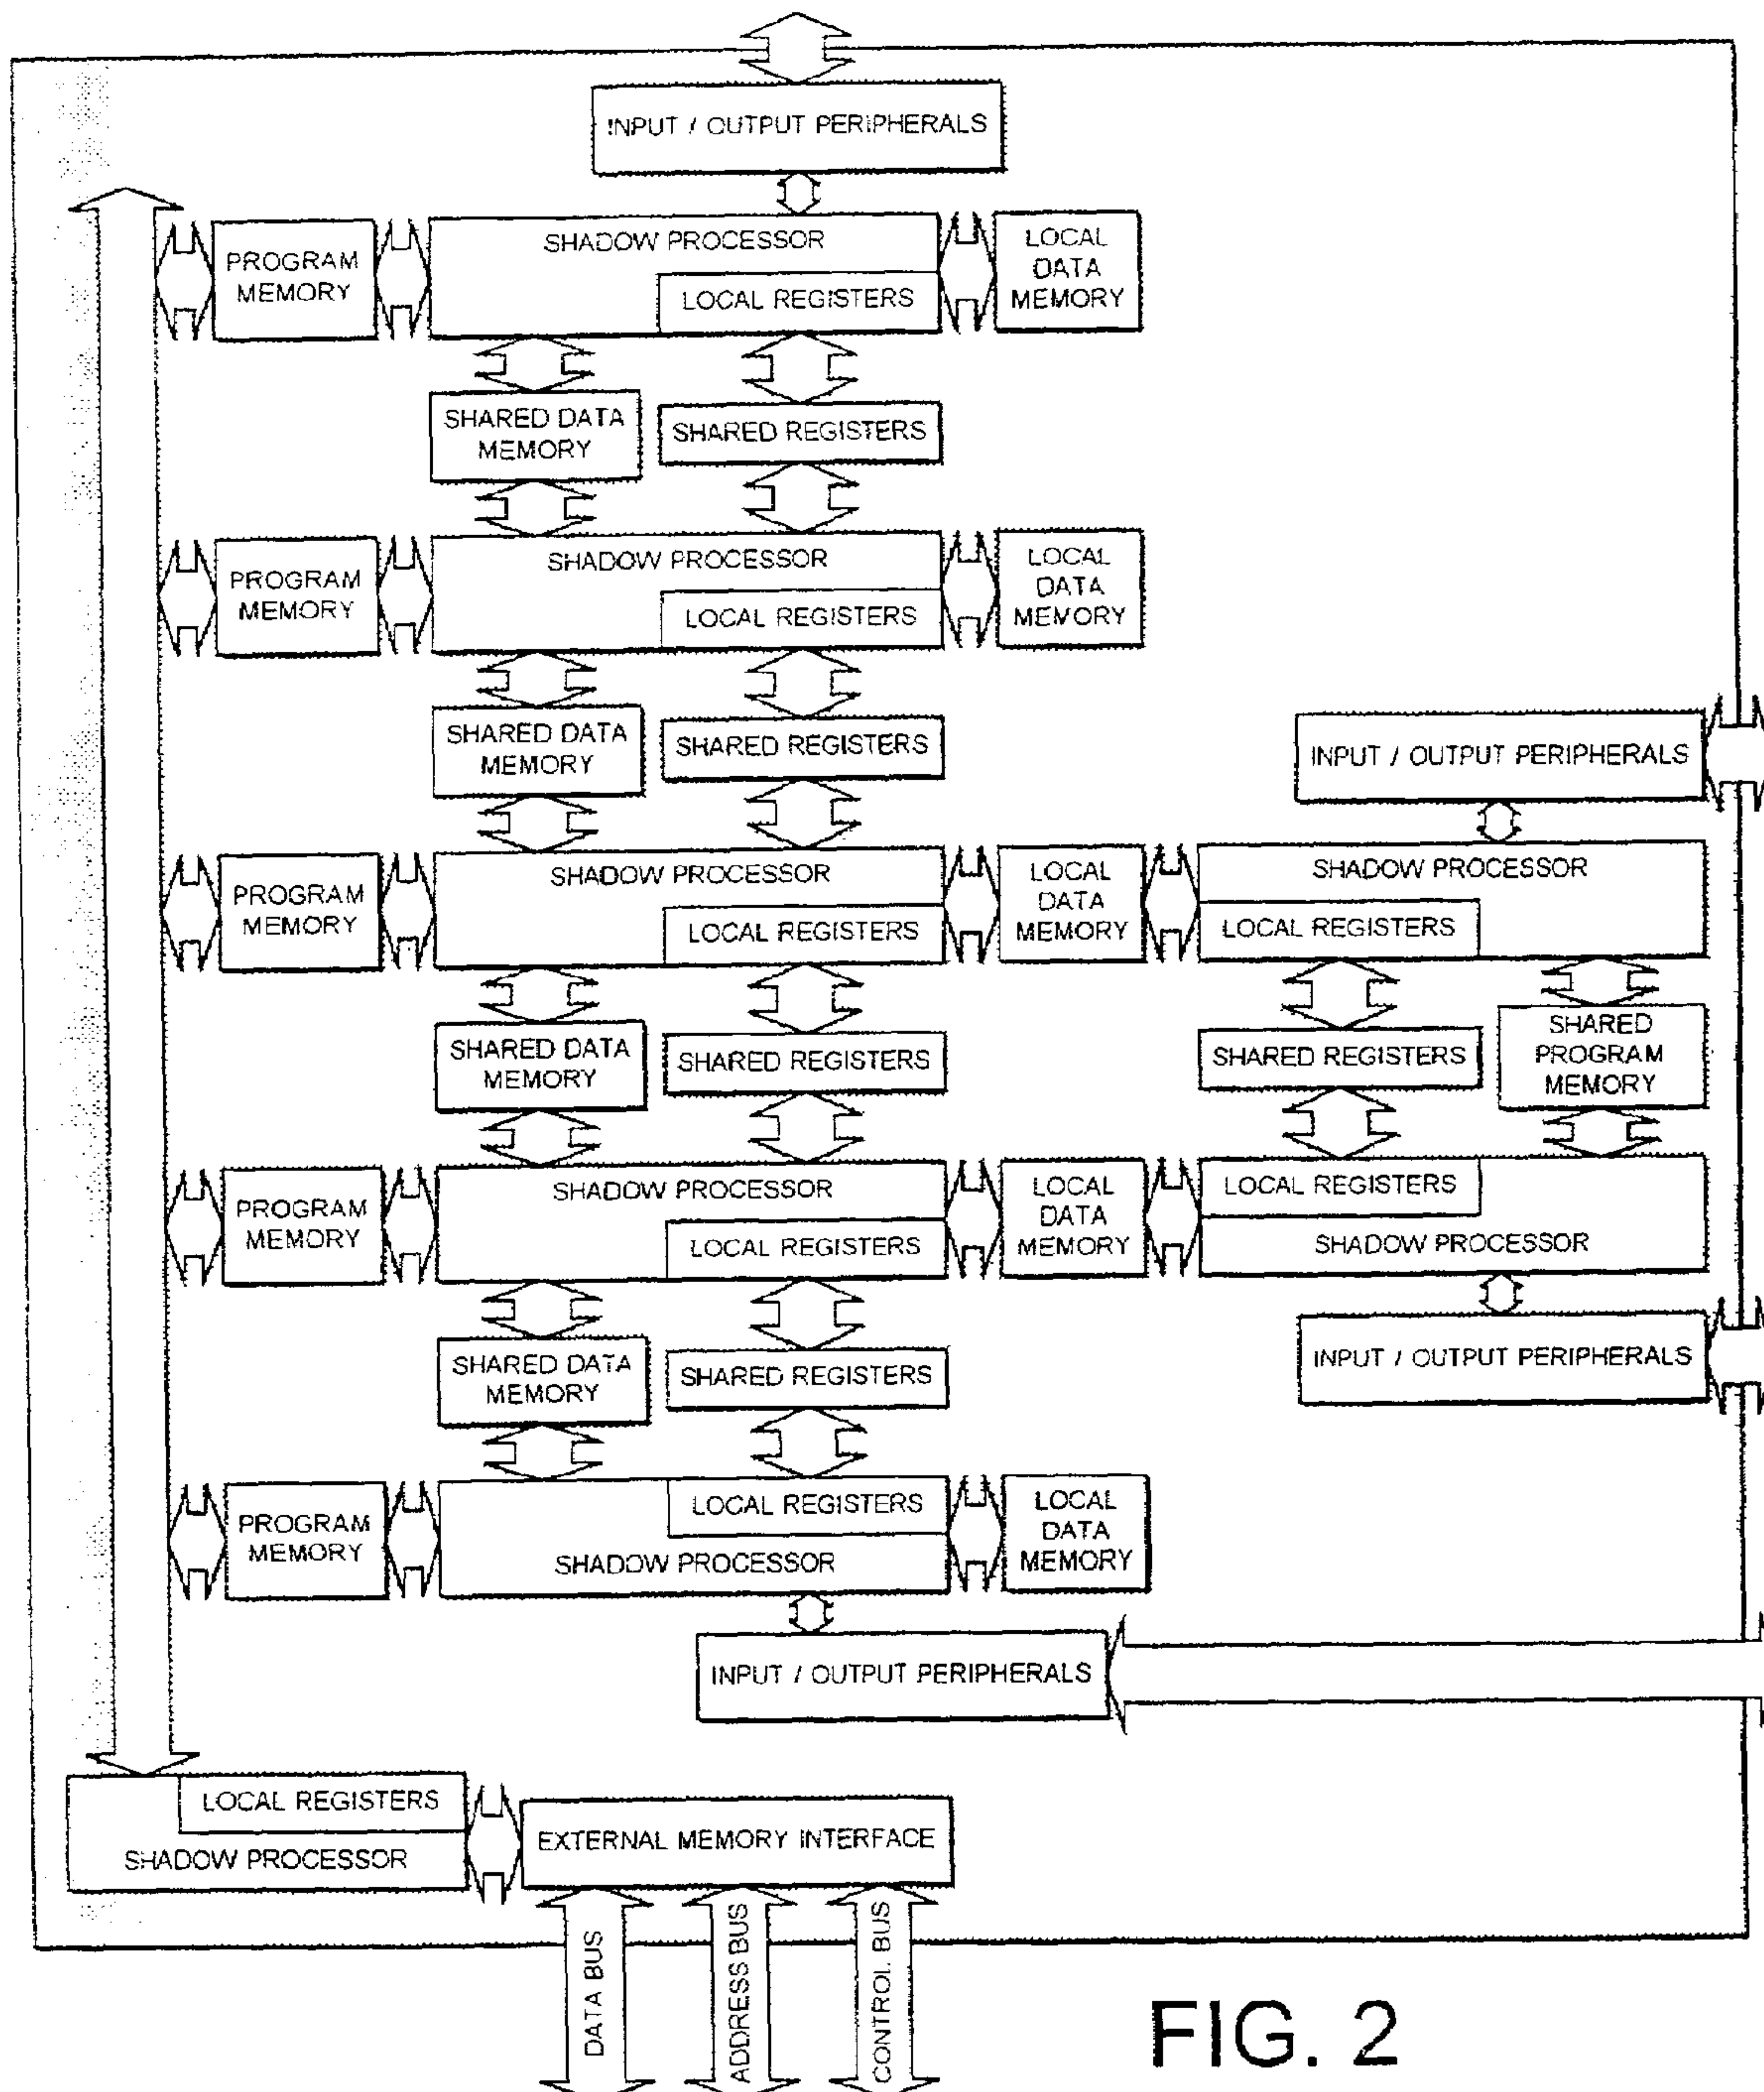 INPUT / OUTPUT PERIPHERALS
PROGRAM
MEMORY
SHADOW PROCESSOR
LOCAL REGISTERS
LOCAL
DATA
MEMORY
SHARED DATA
MEMORY
SHARED REGISTERS
PROGRAM
MEMORY
SHADOW PROCESSOR
LOCAL REGISTERS
LOCAL
DATA
MEMORY
SHARED DATA
MEMORY
SHARED REGISTERS
INPUT / OUTPUT PERIPHERALS
PROGRAM
MEMORY
SHADOW PROCESSOR
LOCAL REGISTERS
LOCAL
DATA
MEMORY
SHADOW PROCESSOR
LOCAL REGISTERS
SHARED DATA
MEMORY
SHARED REGISTERS
SHARED REGISTERS
SHARED
PROGRAM
MEMORY
PROGRAM
MEMORY
SHADOW PROCESSOR
LOCAL REGISTERS
LOCAL
DATA
MEMORY
LOCAL REGISTERS
SHADOW PROCESSOR
SHARED DATA
MEMORY
SHARED REGISTERS
INPUT / OUTPUT PERIPHERALS
PROGRAM
MEMORY
LOCAL REGISTERS
SHADOW PROCESSOR
LOCAL
DATA
MEMORY
INPUT / OUTPUT PERIPHERALS
LOCAL REGISTERS
SHADOW PROCESSOR
EXTERNAL MEMORY INTERFACE
DATA BUS
ADDRESS BUS
CONTROL BUS
FIG. 2